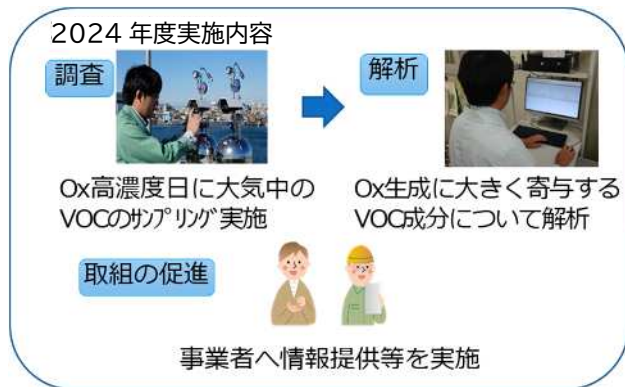 2024 年度実施内容
調査
解析
Ox高濃度日に大気中の
VOCのｻﾝﾌﾟﾘﾝｸﾞ実施
Ox生成に大きく寄与する
VOC成分について解析
取組の促進
事業者へ情報提供等を実施